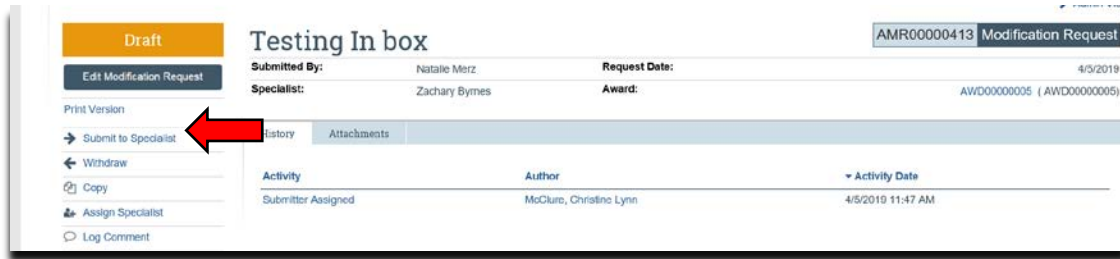 Draft
Testing In box
AMR00000413 Modification Request
Edit Modification Request
Submitted By: Natalie Merz Request Date: 4/5/2019
Specialist: Zachary Byrnes Award: AWD00000005 ( AWD00000005)
Print Version
Submit to Specialist
History Attachments
Withdraw
Activity Author Activity Date
Copy
Submitter Assigned McClure, Christine Lynn 4/5/2019 11:47 AM
Assign Specialist
Log Comment